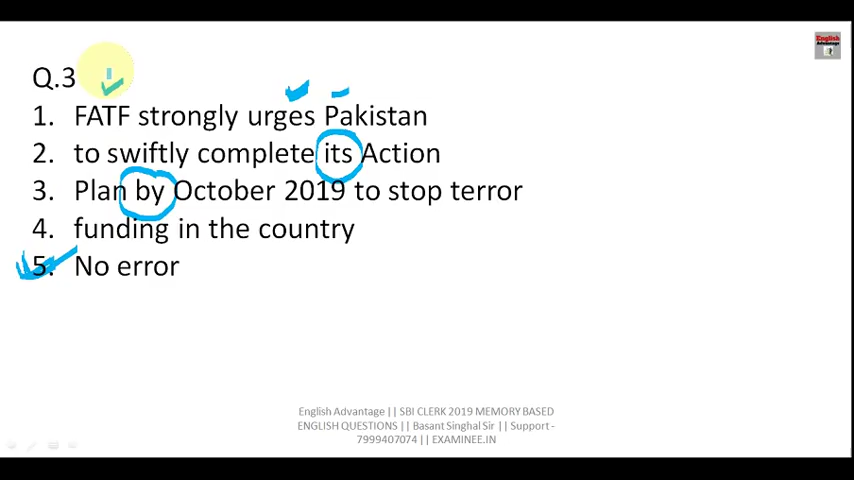 English
Advantage
Q.3
1. FATF strongly urges Pakistan
2. to swiftly complete its Action
3. Plan by October 2019 to stop terror
4. funding in the country
5. No error
English Advantage || SBI CLERK 2019 MEMORY BASED
ENGLISH QUESTIONS || Basant Singhal Sir || Support -
7999407074 || EXAMINEE.IN